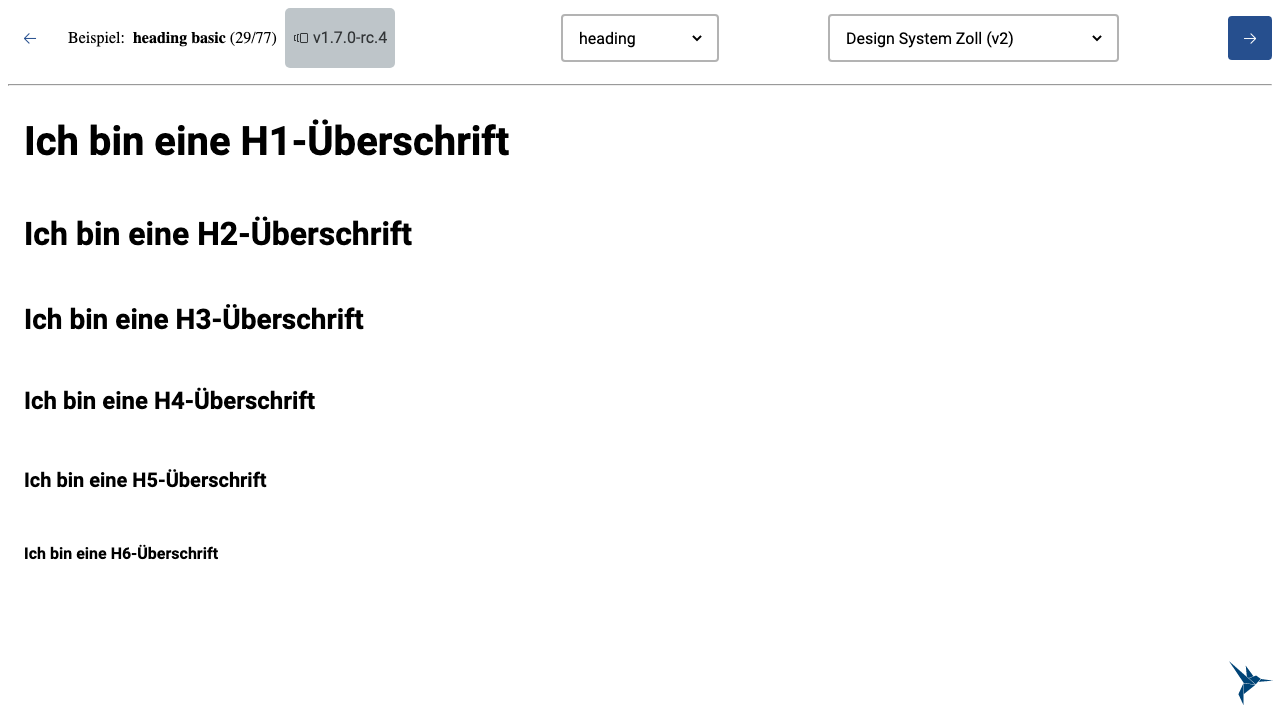 Beispiel: heading basic (29/77) v1.7.0-rc.4 heading Design System Zoll (v2)
Ich bin eine H1-Überschrift
Ich bin eine H2-Überschrift
Ich bin eine H3-Überschrift
Ich bin eine H4-Überschrift
Ich bin eine H5-Überschrift
Ich bin eine H6-Überschrift